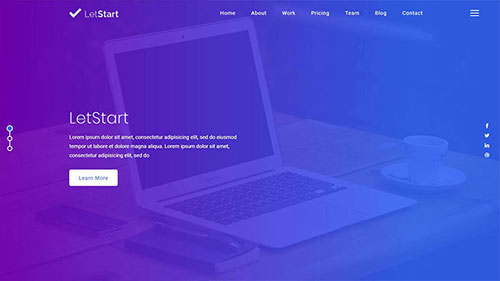 LetStart
Home About Work Pricing Team Blog Contact
LetStart
Lorem ipsum dolor sit amet, consectetur adipisicing elit, sed do eiusmod
tempor ut labore et dolore magna aliqua. Lorem ipsum dolor sit amet,
consectetur adipisicing elit, sed do
Learn More